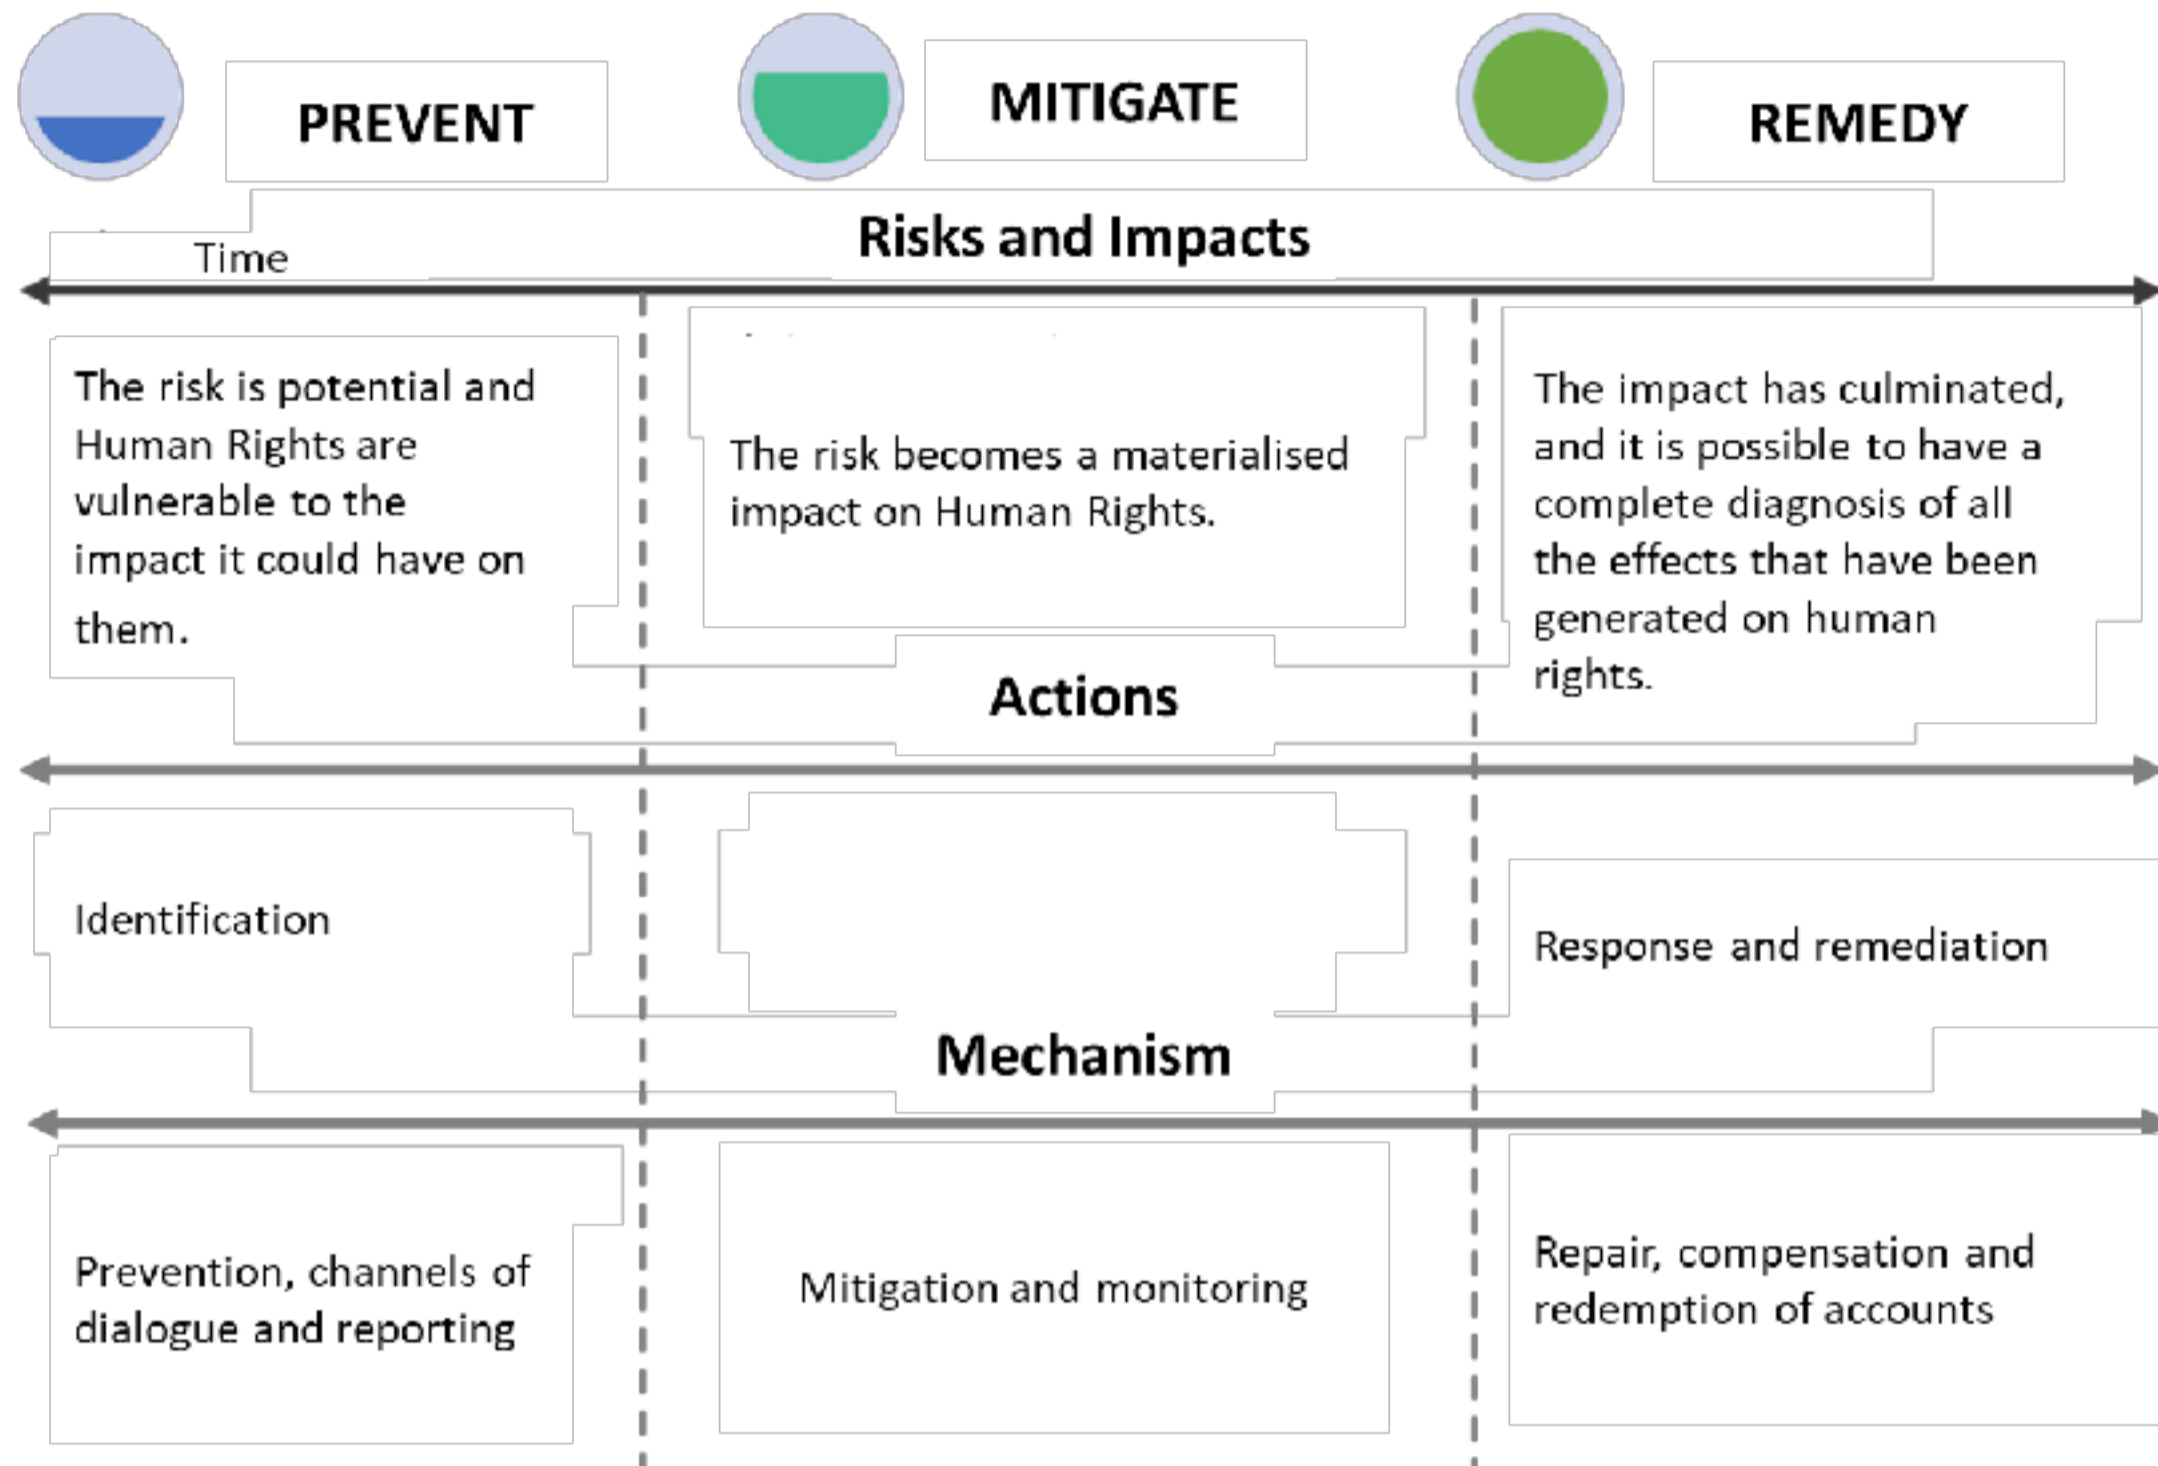 PREVENT
MITIGATE
REMEDY
Risks and Impacts
Time
The risk is potential and
Human Rights are
vulnerable to the
impact it could have on
them.
The risk becomes a materialised
impact on Human Rights.
The impact has culminated,
and it is possible to have a
complete diagnosis of all
the effects that have been
generated on human
rights.
Actions
Identification
Response and remediation
Mechanism
Prevention, channels of
dialogue and reporting
Mitigation and monitoring
Repair, compensation and
redemption of accounts